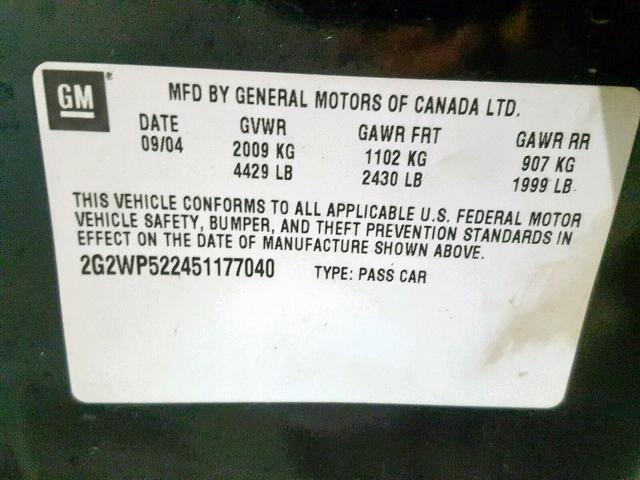 GM
MFD BY GENERAL MOTORS OF CANADA LTD.
DATE GVWR GAWR FRT GAWR RR
09/04 2009 KG 1102 KG 907 KG
4429 LB 2430 LB 1999 LB
THIS VEHICLE CONFORMS TO ALL APPLICABLE U.S. FEDERAL MOTOR
VEHICLE SAFETY, BUMPER, AND THEFT PREVENTION STANDARDS IN
EFFECT ON THE DATE OF MANUFACTURE SHOWN ABOVE.
2G2WP522451177040 TYPE: PASS CAR